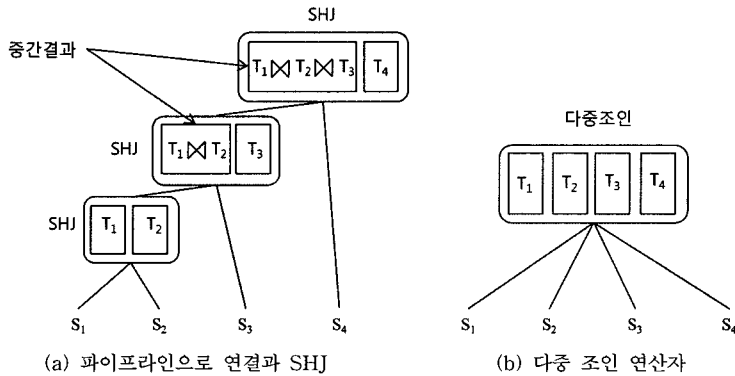 SHJ
중간결과
T₁⋈ T₂⋈ T₃ T₄
다중조인
SHJ
T₁⋈ T₂ T₃
T₁ T₂ T₃ T₄
SHJ
T₁ T₂
S₁ S₂ S₃ S₄
S₁ S₂ S₃ S₄
(a) 파이프라인으로 연결과 SHJ
(b) 다중 조인 연산자